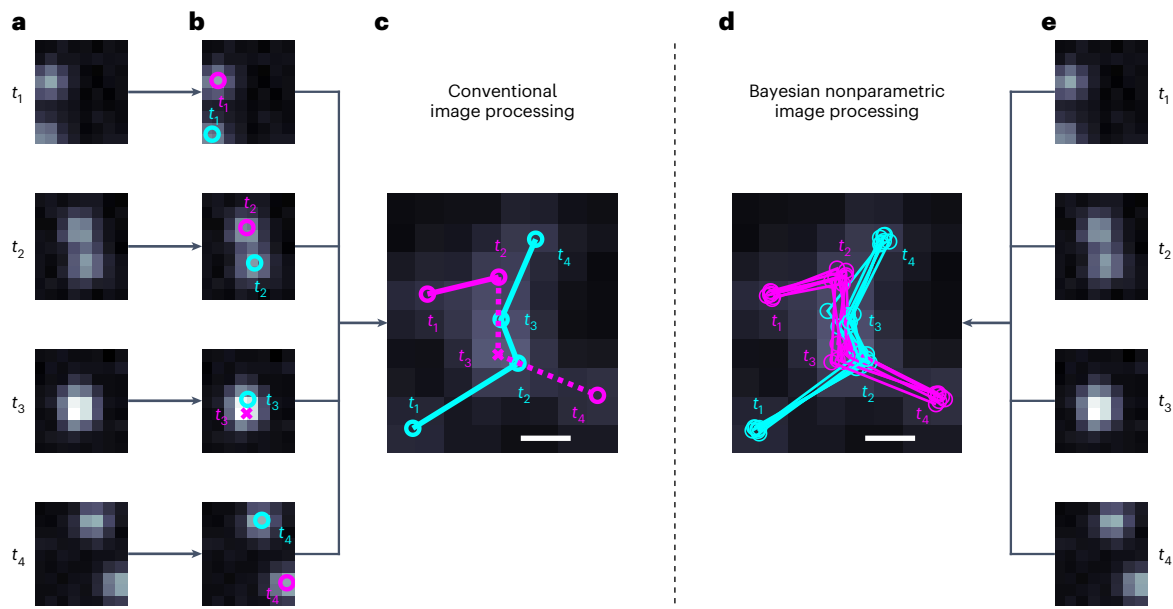 a
b
c
d
e
Conventional
image processing
Bayesian nonparametric
image processing
t1
t1
t1
t1
t2
t2
t2
t2
t3
t3
t3
t3
t4
t4
t4
t4
t1
t2
t4
t3
t3
t2
t1
t4
t1
t2
t4
t3
t3
t2
t1
t4